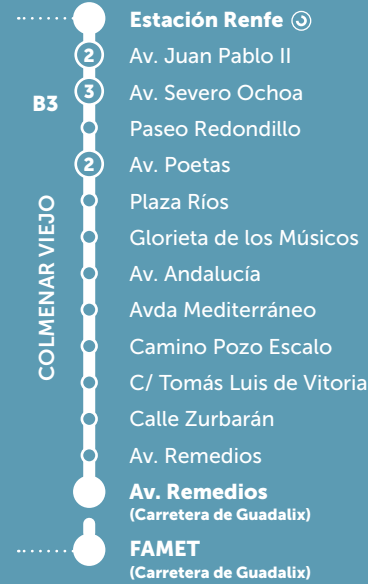 Estación Renfe
2 Av. Juan Pablo II
B3
3 Av. Severo Ochoa
Paseo Redondillo
2 Av. Poetas
Plaza Ríos
Glorieta de los Músicos
COLMENAR VIEJO
Av. Andalucía
Avda Mediterráneo
Camino Pozo Escalo
C/ Tomás Luis de Vitoria
Calle Zurbarán
Av. Remedios
Av. Remedios
(Carretera de Guadalix)
FAMET
(Carretera de Guadalix)